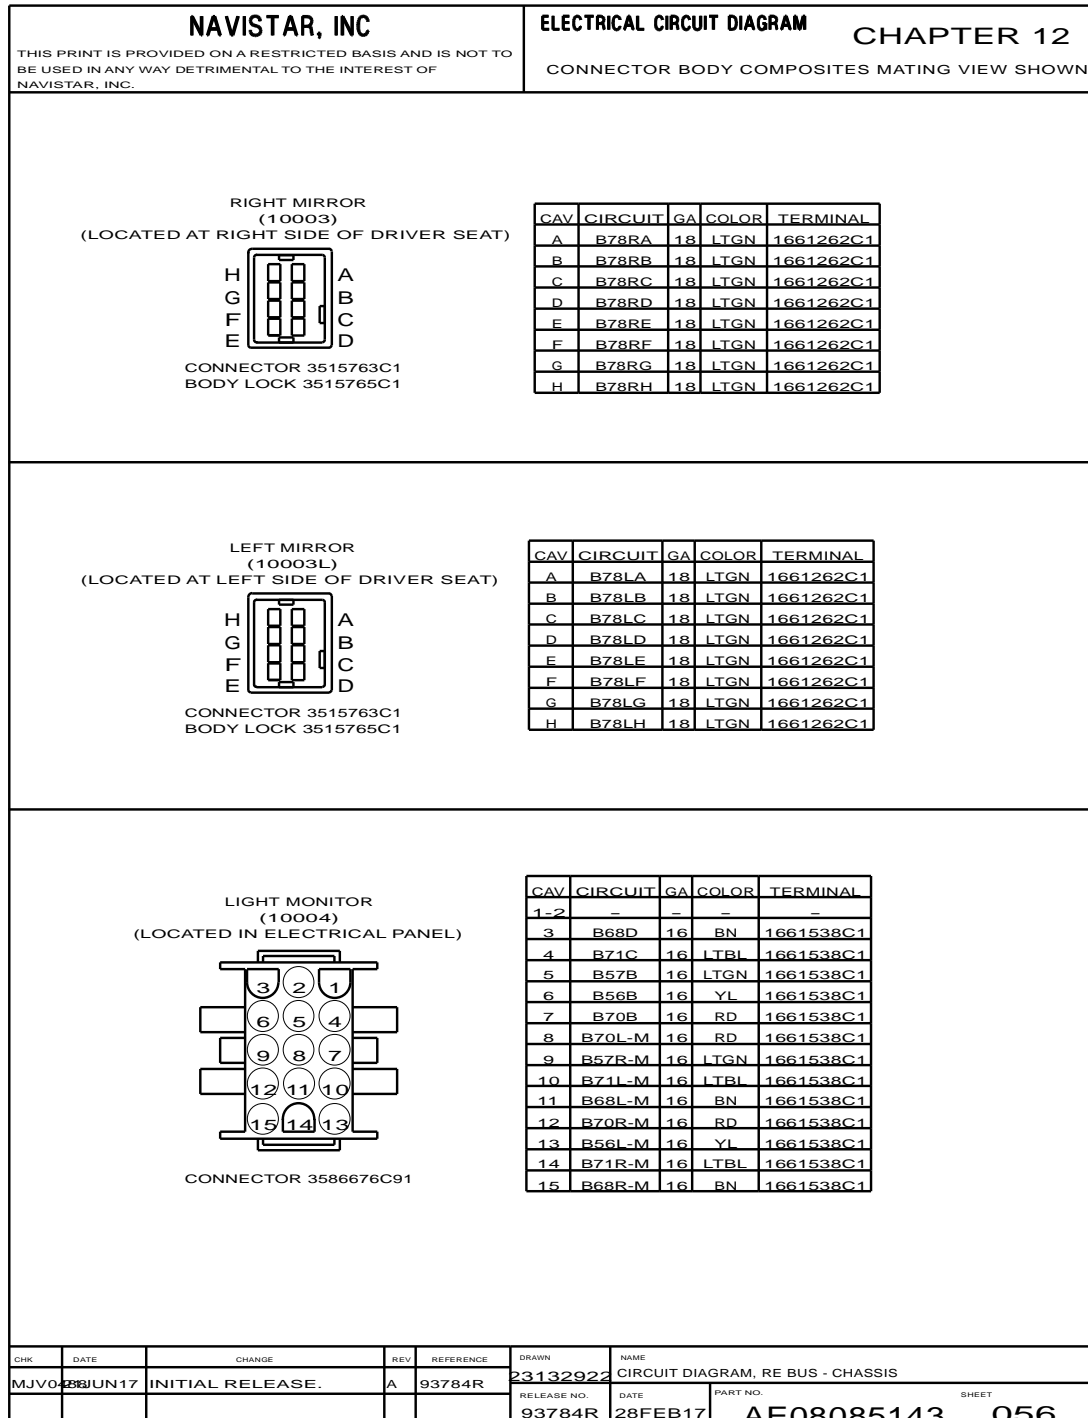 NAVISTAR, INC
THIS PRINT IS PROVIDED ON A RESTRICTED BASIS AND IS NOT TO
BE USED IN ANY WAY DETRIMENTAL TO THE INTEREST OF
NAVISTAR, INC.
ELECTRICAL CIRCUIT DIAGRAM
CHAPTER 12
CONNECTOR BODY COMPOSITES MATING VIEW SHOWN
RIGHT MIRROR
(10003)
(LOCATED AT RIGHT SIDE OF DRIVER SEAT)
H A
G B
F C
E D
CONNECTOR 3515763C1
BODY LOCK 3515765C1
CAV CIRCUIT GA COLOR TERMINAL
A B78RA 18 LTGN 1661262C1
B B78RB 18 LTGN 1661262C1
C B78RC 18 LTGN 1661262C1
D B78RD 18 LTGN 1661262C1
E B78RE 18 LTGN 1661262C1
F B78RF 18 LTGN 1661262C1
G B78RG 18 LTGN 1661262C1
H B78RH 18 LTGN 1661262C1
LEFT MIRROR
(10003L)
(LOCATED AT LEFT SIDE OF DRIVER SEAT)
H A
G B
F C
E D
CONNECTOR 3515763C1
BODY LOCK 3515765C1
CAV CIRCUIT GA COLOR TERMINAL
A B78LA 18 LTGN 1661262C1
B B78LB 18 LTGN 1661262C1
C B78LC 18 LTGN 1661262C1
D B78LD 18 LTGN 1661262C1
E B78LE 18 LTGN 1661262C1
F B78LF 18 LTGN 1661262C1
G B78LG 18 LTGN 1661262C1
H B78LH 18 LTGN 1661262C1
LIGHT MONITOR
(10004)
(LOCATED IN ELECTRICAL PANEL)
3 2 1
6 5 4
9 8 7
12 11 10
15 14 13
CONNECTOR 3586676C91
CAV CIRCUIT GA COLOR TERMINAL
1-2 – – – –
3 B68D 16 BN 1661538C1
4 B71C 16 LTBL 1661538C1
5 B57B 16 LTGN 1661538C1
6 B56B 16 YL 1661538C1
7 B70B 16 RD 1661538C1
8 B70L-M 16 RD 1661538C1
9 B57R-M 16 LTGN 1661538C1
10 B71L-M 16 LTBL 1661538C1
11 B68L-M 16 BN 1661538C1
12 B70R-M 16 RD 1661538C1
13 B56L-M 16 YL 1661538C1
14 B71R-M 16 LTBL 1661538C1
15 B68R-M 16 BN 1661538C1
CHK DATE CHANGE REV REFERENCE
INITIAL RELEASE. A 93784R
DRAWN
23132922
NAME
CIRCUIT DIAGRAM, RE BUS - CHASSIS
RELEASE NO.
93784R
DATE
28FEB17
PART NO.
AE08085143
SHEET
056